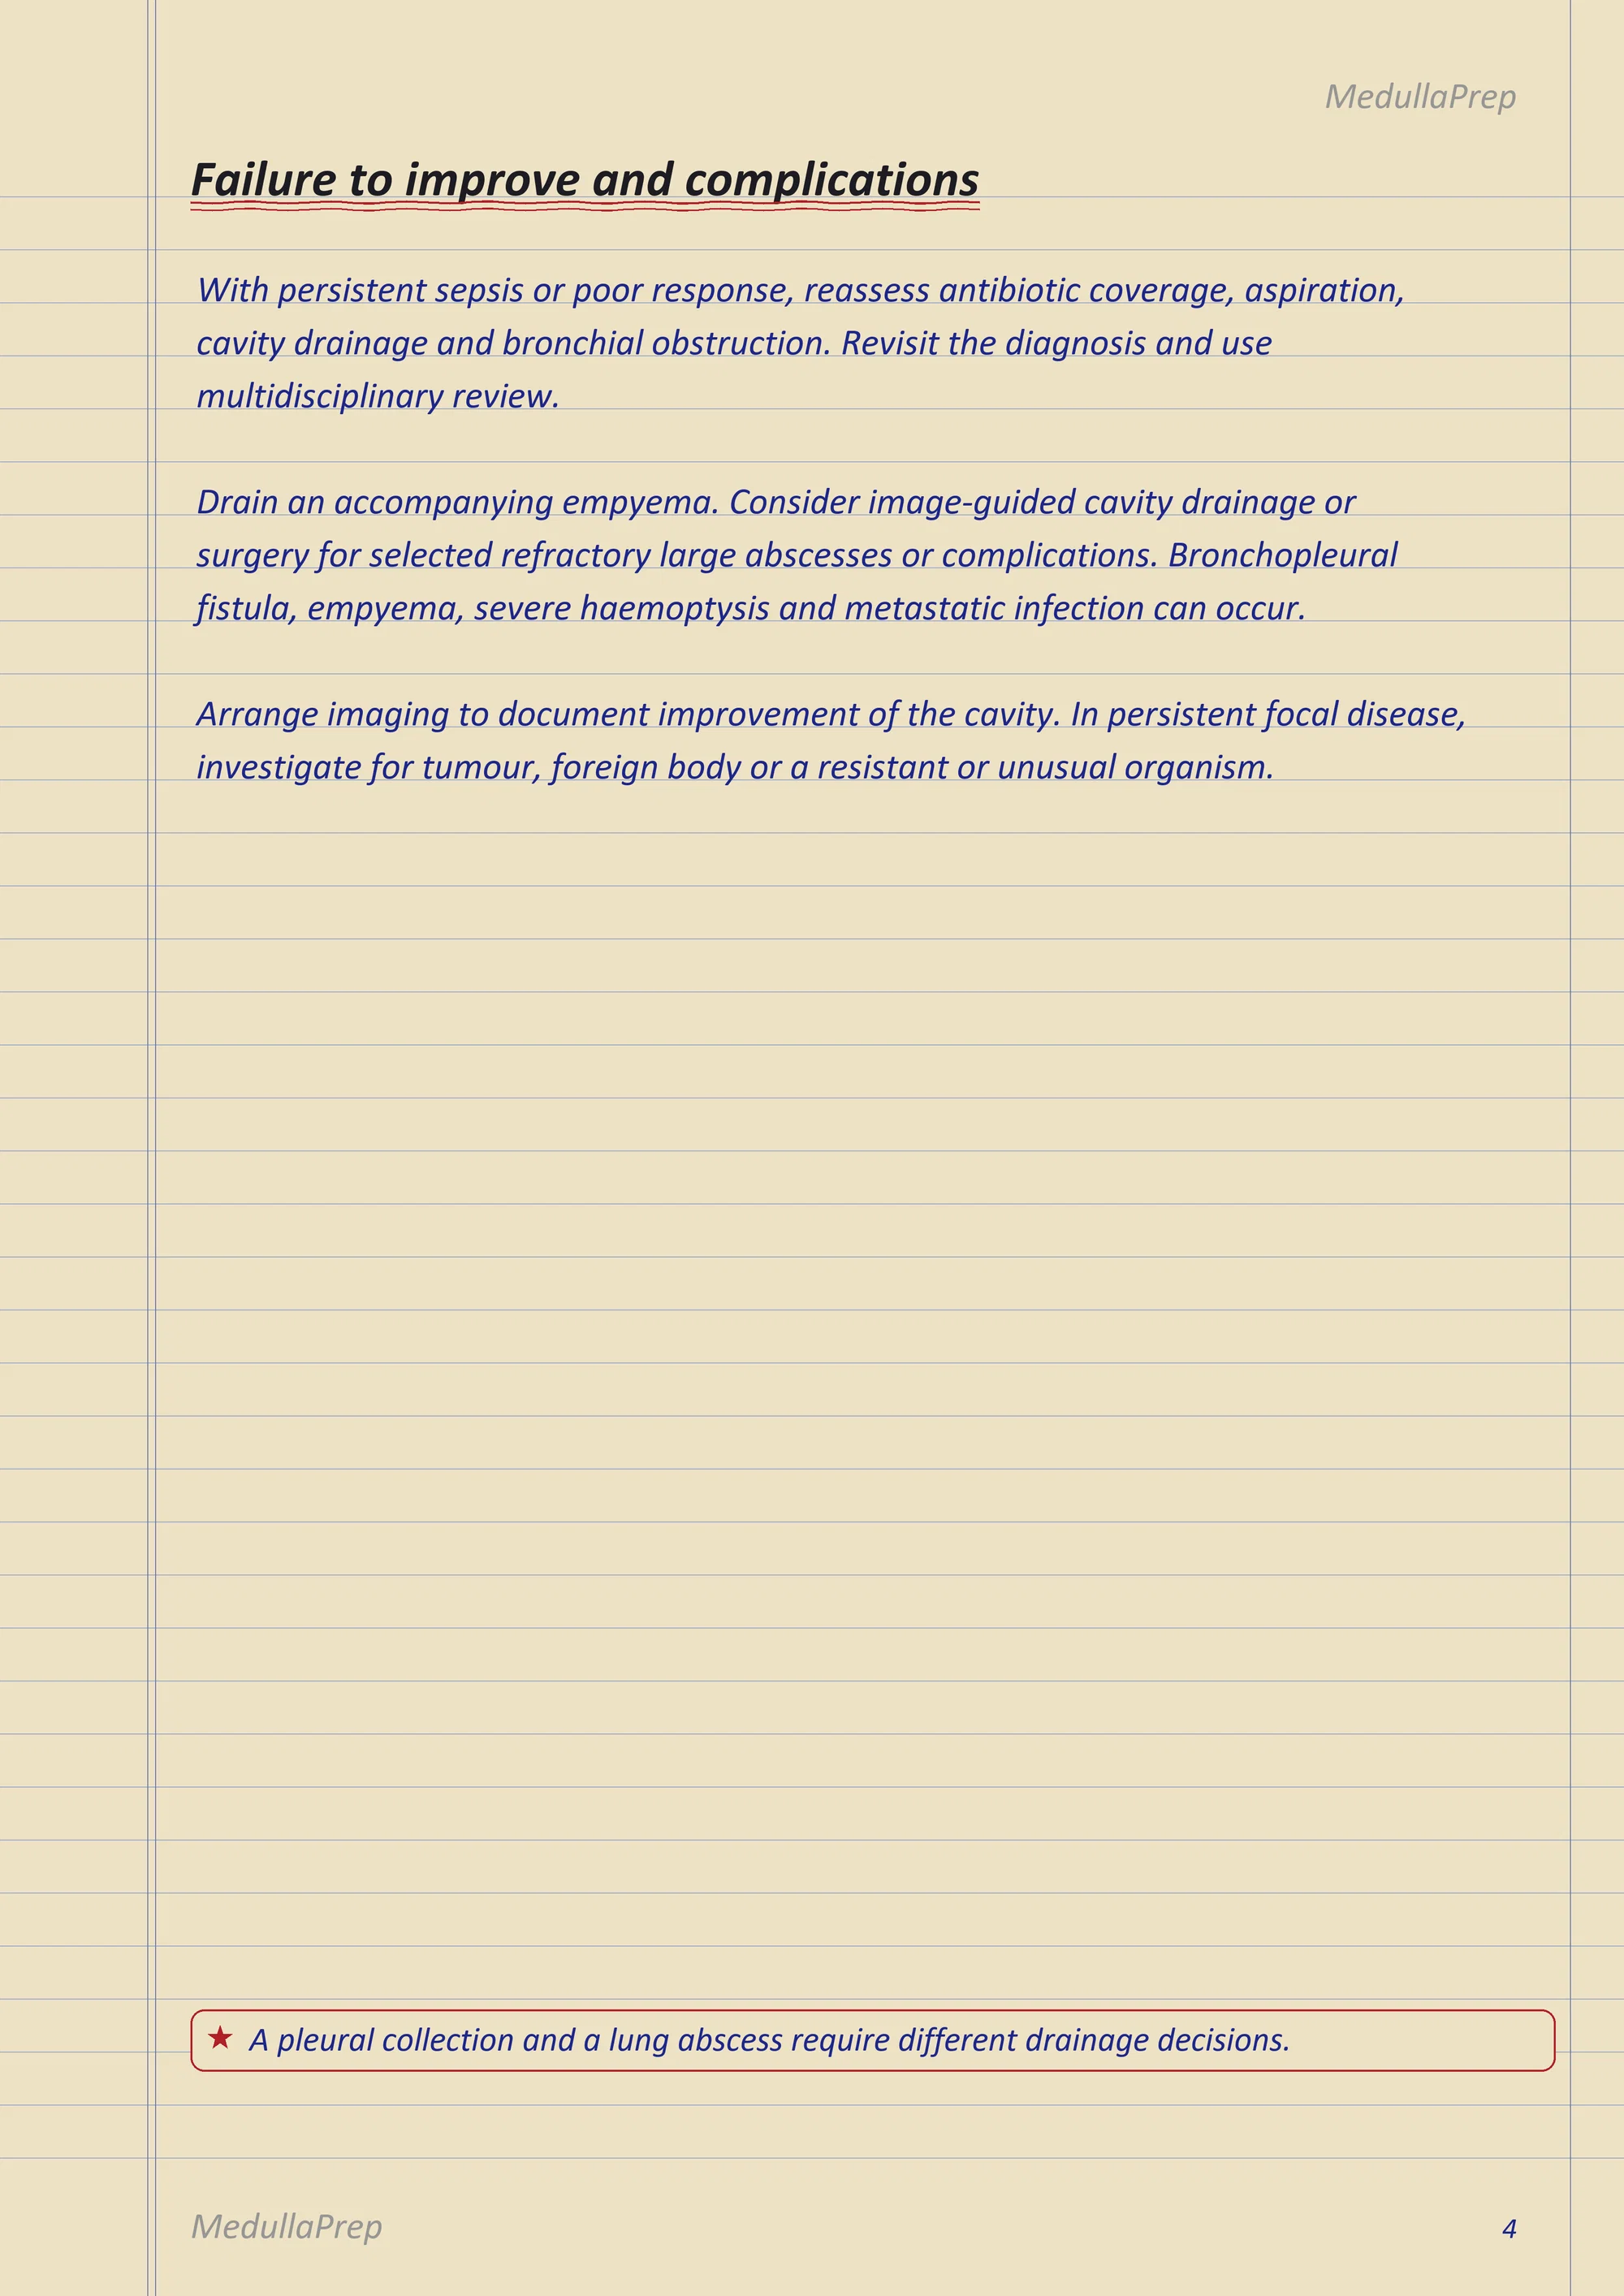 MedullaPrep
Failure to improve and complications
With persistent sepsis or poor response, reassess antibiotic coverage, aspiration,
cavity drainage and bronchial obstruction. Revisit the diagnosis and use
multidisciplinary review.
Drain an accompanying empyema. Consider image-guided cavity drainage or
surgery for selected refractory large abscesses or complications. Bronchopleural
fistula, empyema, severe haemoptysis and metastatic infection can occur.
Arrange imaging to document improvement of the cavity. In persistent focal disease,
investigate for tumour, foreign body or a resistant or unusual organism.
★ A pleural collection and a lung abscess require different drainage decisions.
MedullaPrep
4